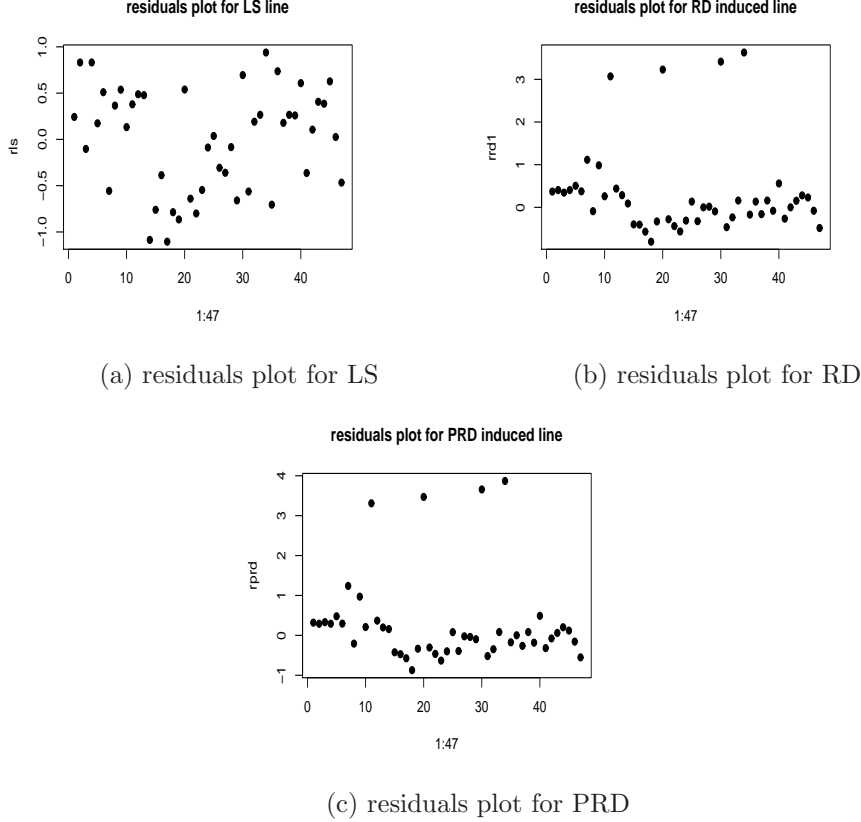 residuals plot for LS line
rls
1.0
0.5
0.0
−0.5
−1.0
0 10 20 30 40
1:47
(a) residuals plot for LS
residuals plot for RD induced line
rrd1
3
2
1
0
0 10 20 30 40
1:47
(b) residuals plot for RD
residuals plot for PRD induced line
rprd
4
3
2
1
0
−1
0 10 20 30 40
1:47
(c) residuals plot for PRD